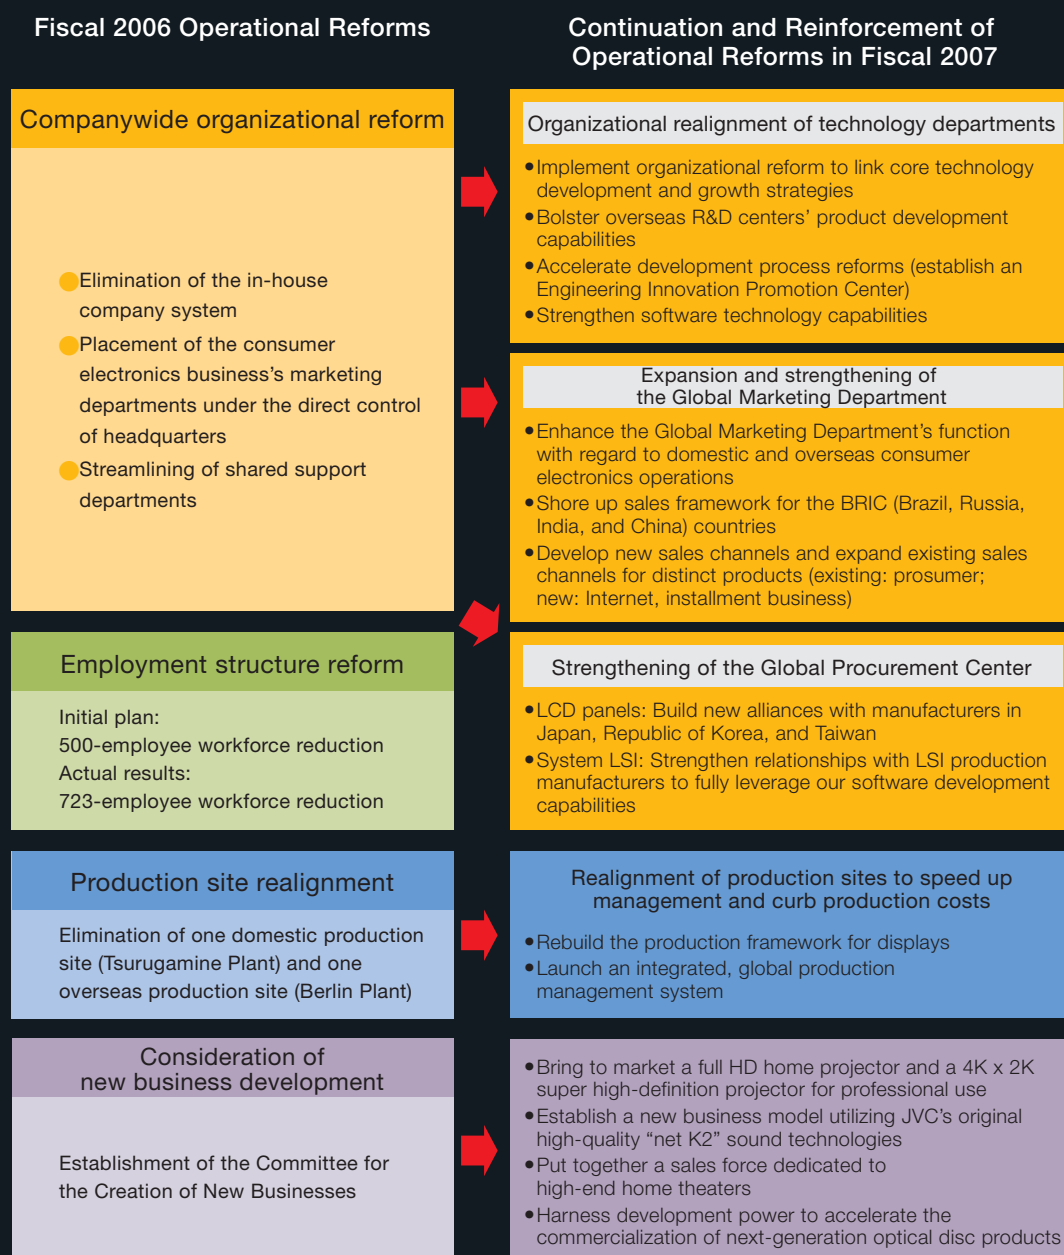 Fiscal 2006 Operational Reforms
Continuation and Reinforcement of
Operational Reforms in Fiscal 2007
Companywide organizational reform
●Elimination of the in-house
company system
●Placement of the consumer
electronics business's marketing
departments under the direct control
of headquarters
●Streamlining of shared support
departments
Organizational realignment of technology departments
●Implement organizational reform to link core technology
development and growth strategies
●Bolster overseas R&D centers' product development
capabilities
●Accelerate development process reforms (establish an
Engineering Innovation Promotion Center)
●Strengthen software technology capabilities
Expansion and strengthening of
the Global Marketing Department
●Enhance the Global Marketing Department's function
with regard to domestic and overseas consumer
electronics operations
●Shore up sales framework for the BRIC (Brazil, Russia,
India, and China) countries
●Develop new sales channels and expand existing sales
channels for distinct products (existing: prosumer;
new: Internet, installment business)
Employment structure reform
Initial plan:
500-employee workforce reduction
Actual results:
723-employee workforce reduction
Strengthening of the Global Procurement Center
●LCD panels: Build new alliances with manufacturers in
Japan, Republic of Korea, and Taiwan
●System LSI: Strengthen relationships with LSI production
manufacturers to fully leverage our software development
capabilities
Production site realignment
Elimination of one domestic production
site (Tsurugamine Plant) and one
overseas production site (Berlin Plant)
Realignment of production sites to speed up
management and curb production costs
●Rebuild the production framework for displays
●Launch an integrated, global production
management system
Consideration of
new business development
Establishment of the Committee for
the Creation of New Businesses
●Bring to market a full HD home projector and a 4K x 2K
super high-definition projector for professional use
●Establish a new business model utilizing JVC's original
high-quality "net K2" sound technologies
●Put together a sales force dedicated to
high-end home theaters
●Harness development power to accelerate the
commercialization of next-generation optical disc products